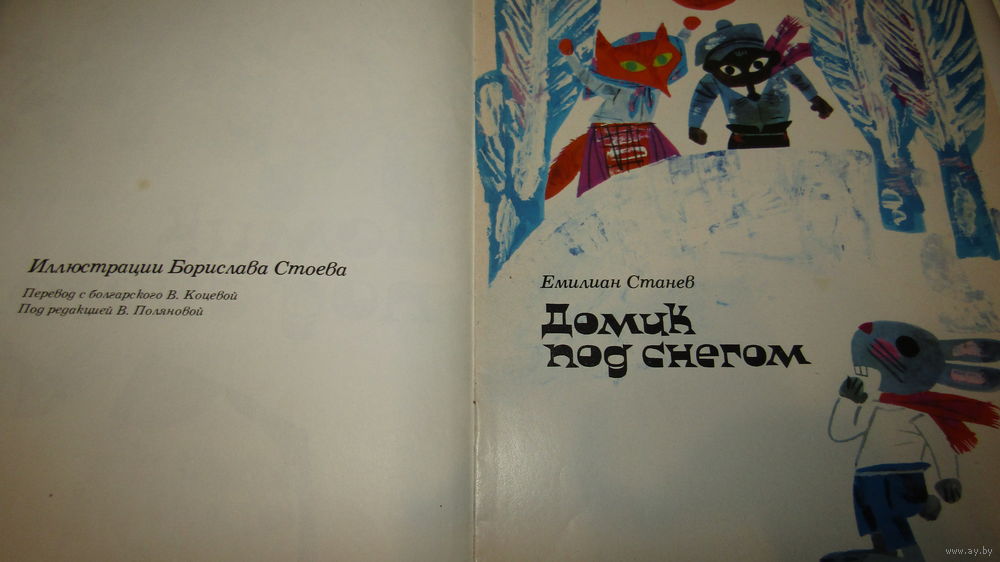 Иллюстрации Борислава Стоева
Перевод с болгарского В. Коцевой
Под редакцией В. Поляновой
Емилиан Станев
Домик
под снегом
www.ay.by